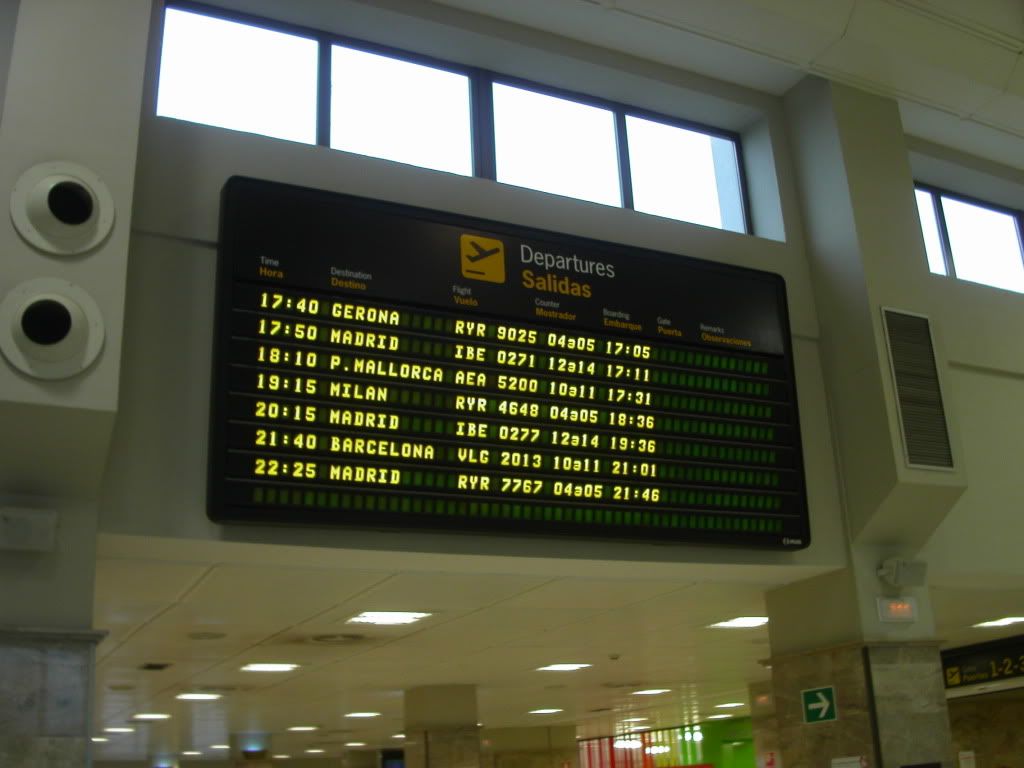 Departures
Salidas
Time Destination Flight Counter Boarding Gate Remarks
Hora Destino Vuelo Mostrador Embarque Puerta Observaciones
17:40 GERONA RYR 9025 04a05 17:05
17:50 MADRID IBE 0271 12a14 17:11
18:10 P.MALLORCA AEA 5200 10a11 17:31
19:15 MILAN RYR 4648 04a05 18:36
20:15 MADRID IBE 0277 12a14 19:36
21:40 BARCELONA VLG 2013 10a11 21:01
22:25 MADRID RYR 7767 04a05 21:46
Puertas 1-2-3